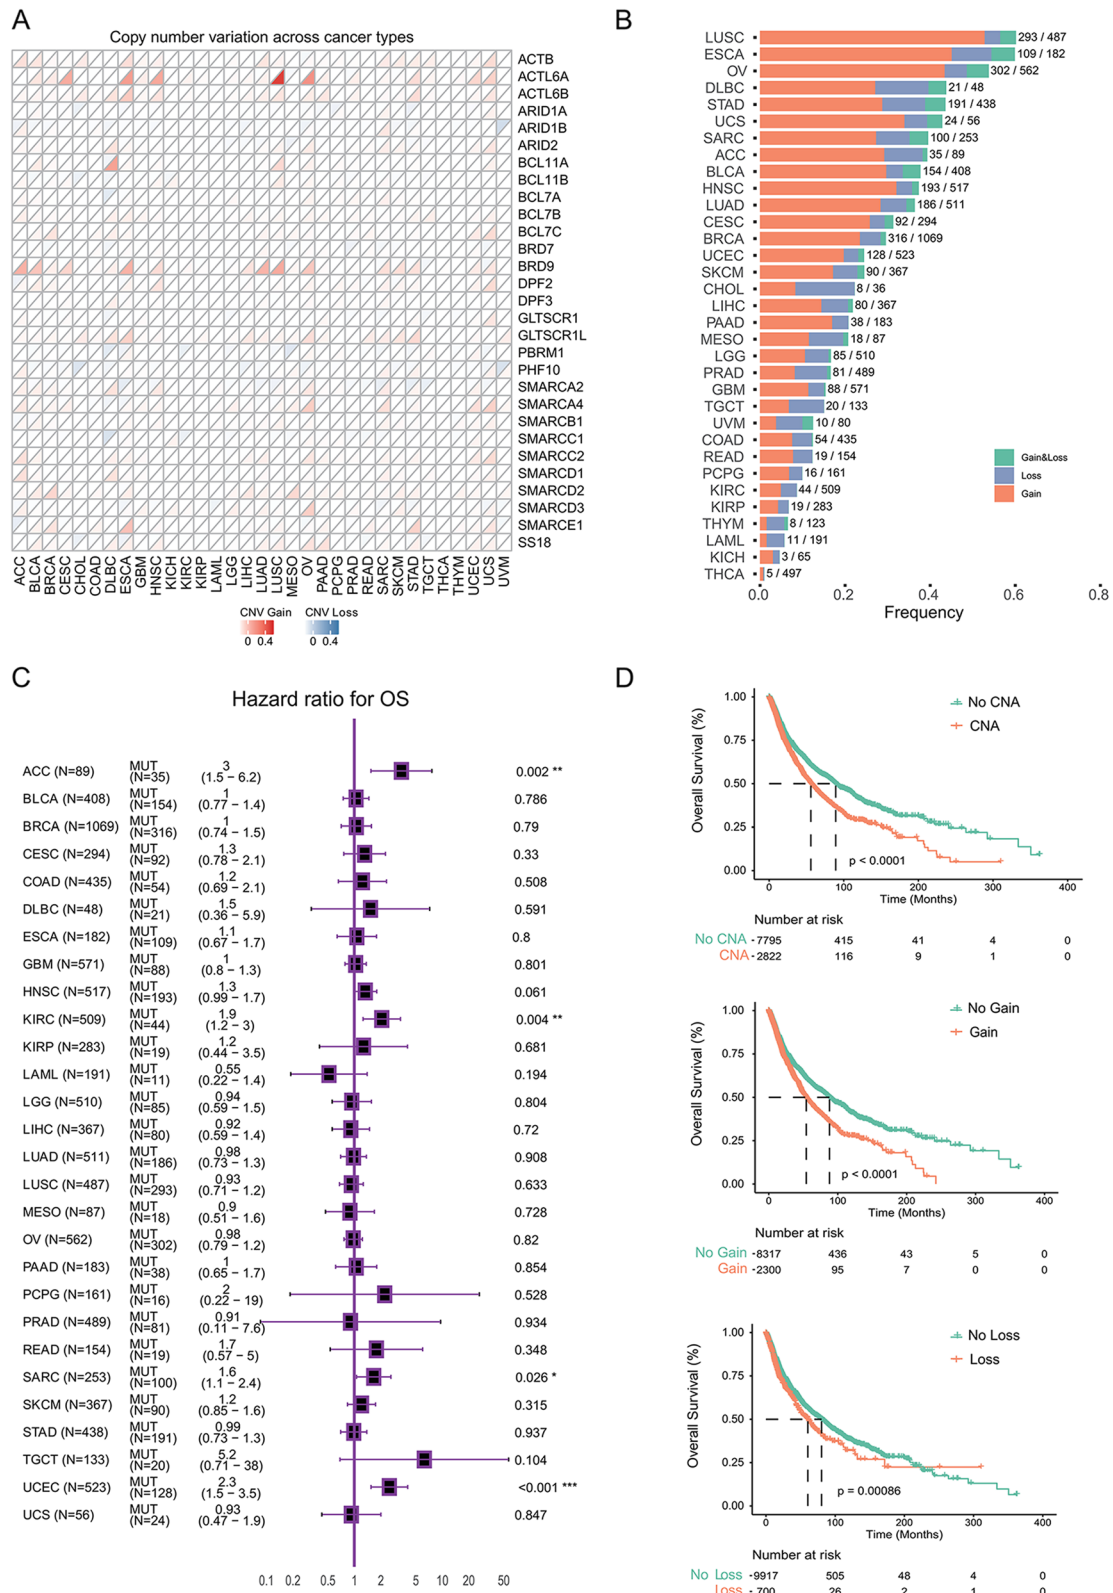 A
Copy number variation across cancer types
ACTB
ACTL6A
ACTL6B
ARID1A
ARID1B
ARID2
BCL11A
BCL11B
BCL7A
BCL7B
BCL7C
BRD7
BRD9
DPF2
DPF3
GLTSCR1
GLTSCR1L
PBRM1
PHF10
SMARCA2
SMARCA4
SMARCB1
SMARCC1
SMARCC2
SMARCD1
SMARCD2
SMARCD3
SMARCE1
SS18
ACC BLCA BRCA CESC CHOL COAD DLBC ESCA GBM HNSC KICH KIRC KIRP LAML LGG LIHC LUAD LUSC MESO OV PAAD PCPG PRAD READ SARC SKCM STAD TGCT THCA THYM UCEC UCS UVM
CNV Gain CNV Loss
0 0.4 0 0.4
B
LUSC 293 / 487
ESCA 109 / 182
OV 302 / 562
DLBC 21 / 48
STAD 191 / 438
UCS 24 / 56
SARC 100 / 253
ACC 35 / 89
BLCA 154 / 408
HNSC 193 / 517
LUAD 186 / 511
CESC 92 / 294
BRCA 316 / 1069
UCEC 128 / 523
SKCM 90 / 367
CHOL 8 / 36
LIHC 80 / 367
PAAD 38 / 183
MESO 18 / 87
LGG 85 / 510
PRAD 81 / 489
GBM 88 / 571
TGCT 20 / 133
UVM 10 / 80
COAD 54 / 435
READ 19 / 154
PCPG 16 / 161
KIRC 44 / 509
KIRP 19 / 283
THYM 8 / 123
LAML 11 / 191
KICH 3 / 65
THCA 5 / 497
Gain&Loss
Loss
Gain
0.0 0.2 0.4 0.6 0.8
Frequency
C
Hazard ratio for OS
ACC (N=89) MUT (N=35) 3 (1.5 − 6.2) 0.002 **
BLCA (N=408) MUT (N=154) 1 (0.77 − 1.4) 0.786
BRCA (N=1069) MUT (N=316) 1 (0.74 − 1.5) 0.79
CESC (N=294) MUT (N=92) 1.3 (0.78 − 2.1) 0.33
COAD (N=435) MUT (N=54) 1.2 (0.69 − 2.1) 0.508
DLBC (N=48) MUT (N=21) 1.5 (0.36 − 5.9) 0.591
ESCA (N=182) MUT (N=109) 1.1 (0.67 − 1.7) 0.8
GBM (N=571) MUT (N=88) 1 (0.8 − 1.3) 0.801
HNSC (N=517) MUT (N=193) 1.3 (0.99 − 1.7) 0.061
KIRC (N=509) MUT (N=44) 1.9 (1.2 − 3) 0.004 **
KIRP (N=283) MUT (N=19) 1.2 (0.44 − 3.5) 0.681
LAML (N=191) MUT (N=11) 0.55 (0.22 − 1.4) 0.194
LGG (N=510) MUT (N=85) 0.94 (0.59 − 1.5) 0.804
LIHC (N=367) MUT (N=80) 0.92 (0.59 − 1.4) 0.72
LUAD (N=511) MUT (N=186) 0.98 (0.73 − 1.3) 0.908
LUSC (N=487) MUT (N=293) 0.93 (0.71 − 1.2) 0.633
MESO (N=87) MUT (N=18) 0.9 (0.51 − 1.6) 0.728
OV (N=562) MUT (N=302) 0.98 (0.79 − 1.2) 0.82
PAAD (N=183) MUT (N=38) 1 (0.65 − 1.7) 0.854
PCPG (N=161) MUT (N=16) 2 (0.22 − 19) 0.528
PRAD (N=489) MUT (N=81) 0.91 (0.11 − 7.6) 0.934
READ (N=154) MUT (N=19) 1.7 (0.57 − 5) 0.348
SARC (N=253) MUT (N=100) 1.6 (1.1 − 2.4) 0.026 *
SKCM (N=367) MUT (N=90) 1.2 (0.85 − 1.6) 0.315
STAD (N=438) MUT (N=191) 0.99 (0.73 − 1.3) 0.937
TGCT (N=133) MUT (N=20) 5.2 (0.71 − 38) 0.104
UCEC (N=523) MUT (N=128) 2.3 (1.5 − 3.5) <0.001 ***
UCS (N=56) MUT (N=24) 0.93 (0.47 − 1.9) 0.847
0.1 0.2 0.5 1 2 5 10 20 50
D
Overall Survival (%)
1.00
0.75
0.50
0.25
0.00
No CNA
CNA
p < 0.0001
0 100 200 300 400
Time (Months)
Number at risk
No CNA -7795 415 41 4 0
CNA -2822 116 9 1 0
Overall Survival (%)
1.00
0.75
0.50
0.25
0.00
No Gain
Gain
p < 0.0001
0 100 200 300 400
Time (Months)
Number at risk
No Gain -8317 436 43 5 0
Gain -2300 95 7 0 0
Overall Survival (%)
1.00
0.75
0.50
0.25
0.00
No Loss
Loss
p = 0.00086
0 100 200 300 400
Time (Months)
Number at risk
No Loss -9917 505 48 4 0
Loss - 700 26 2 1 0